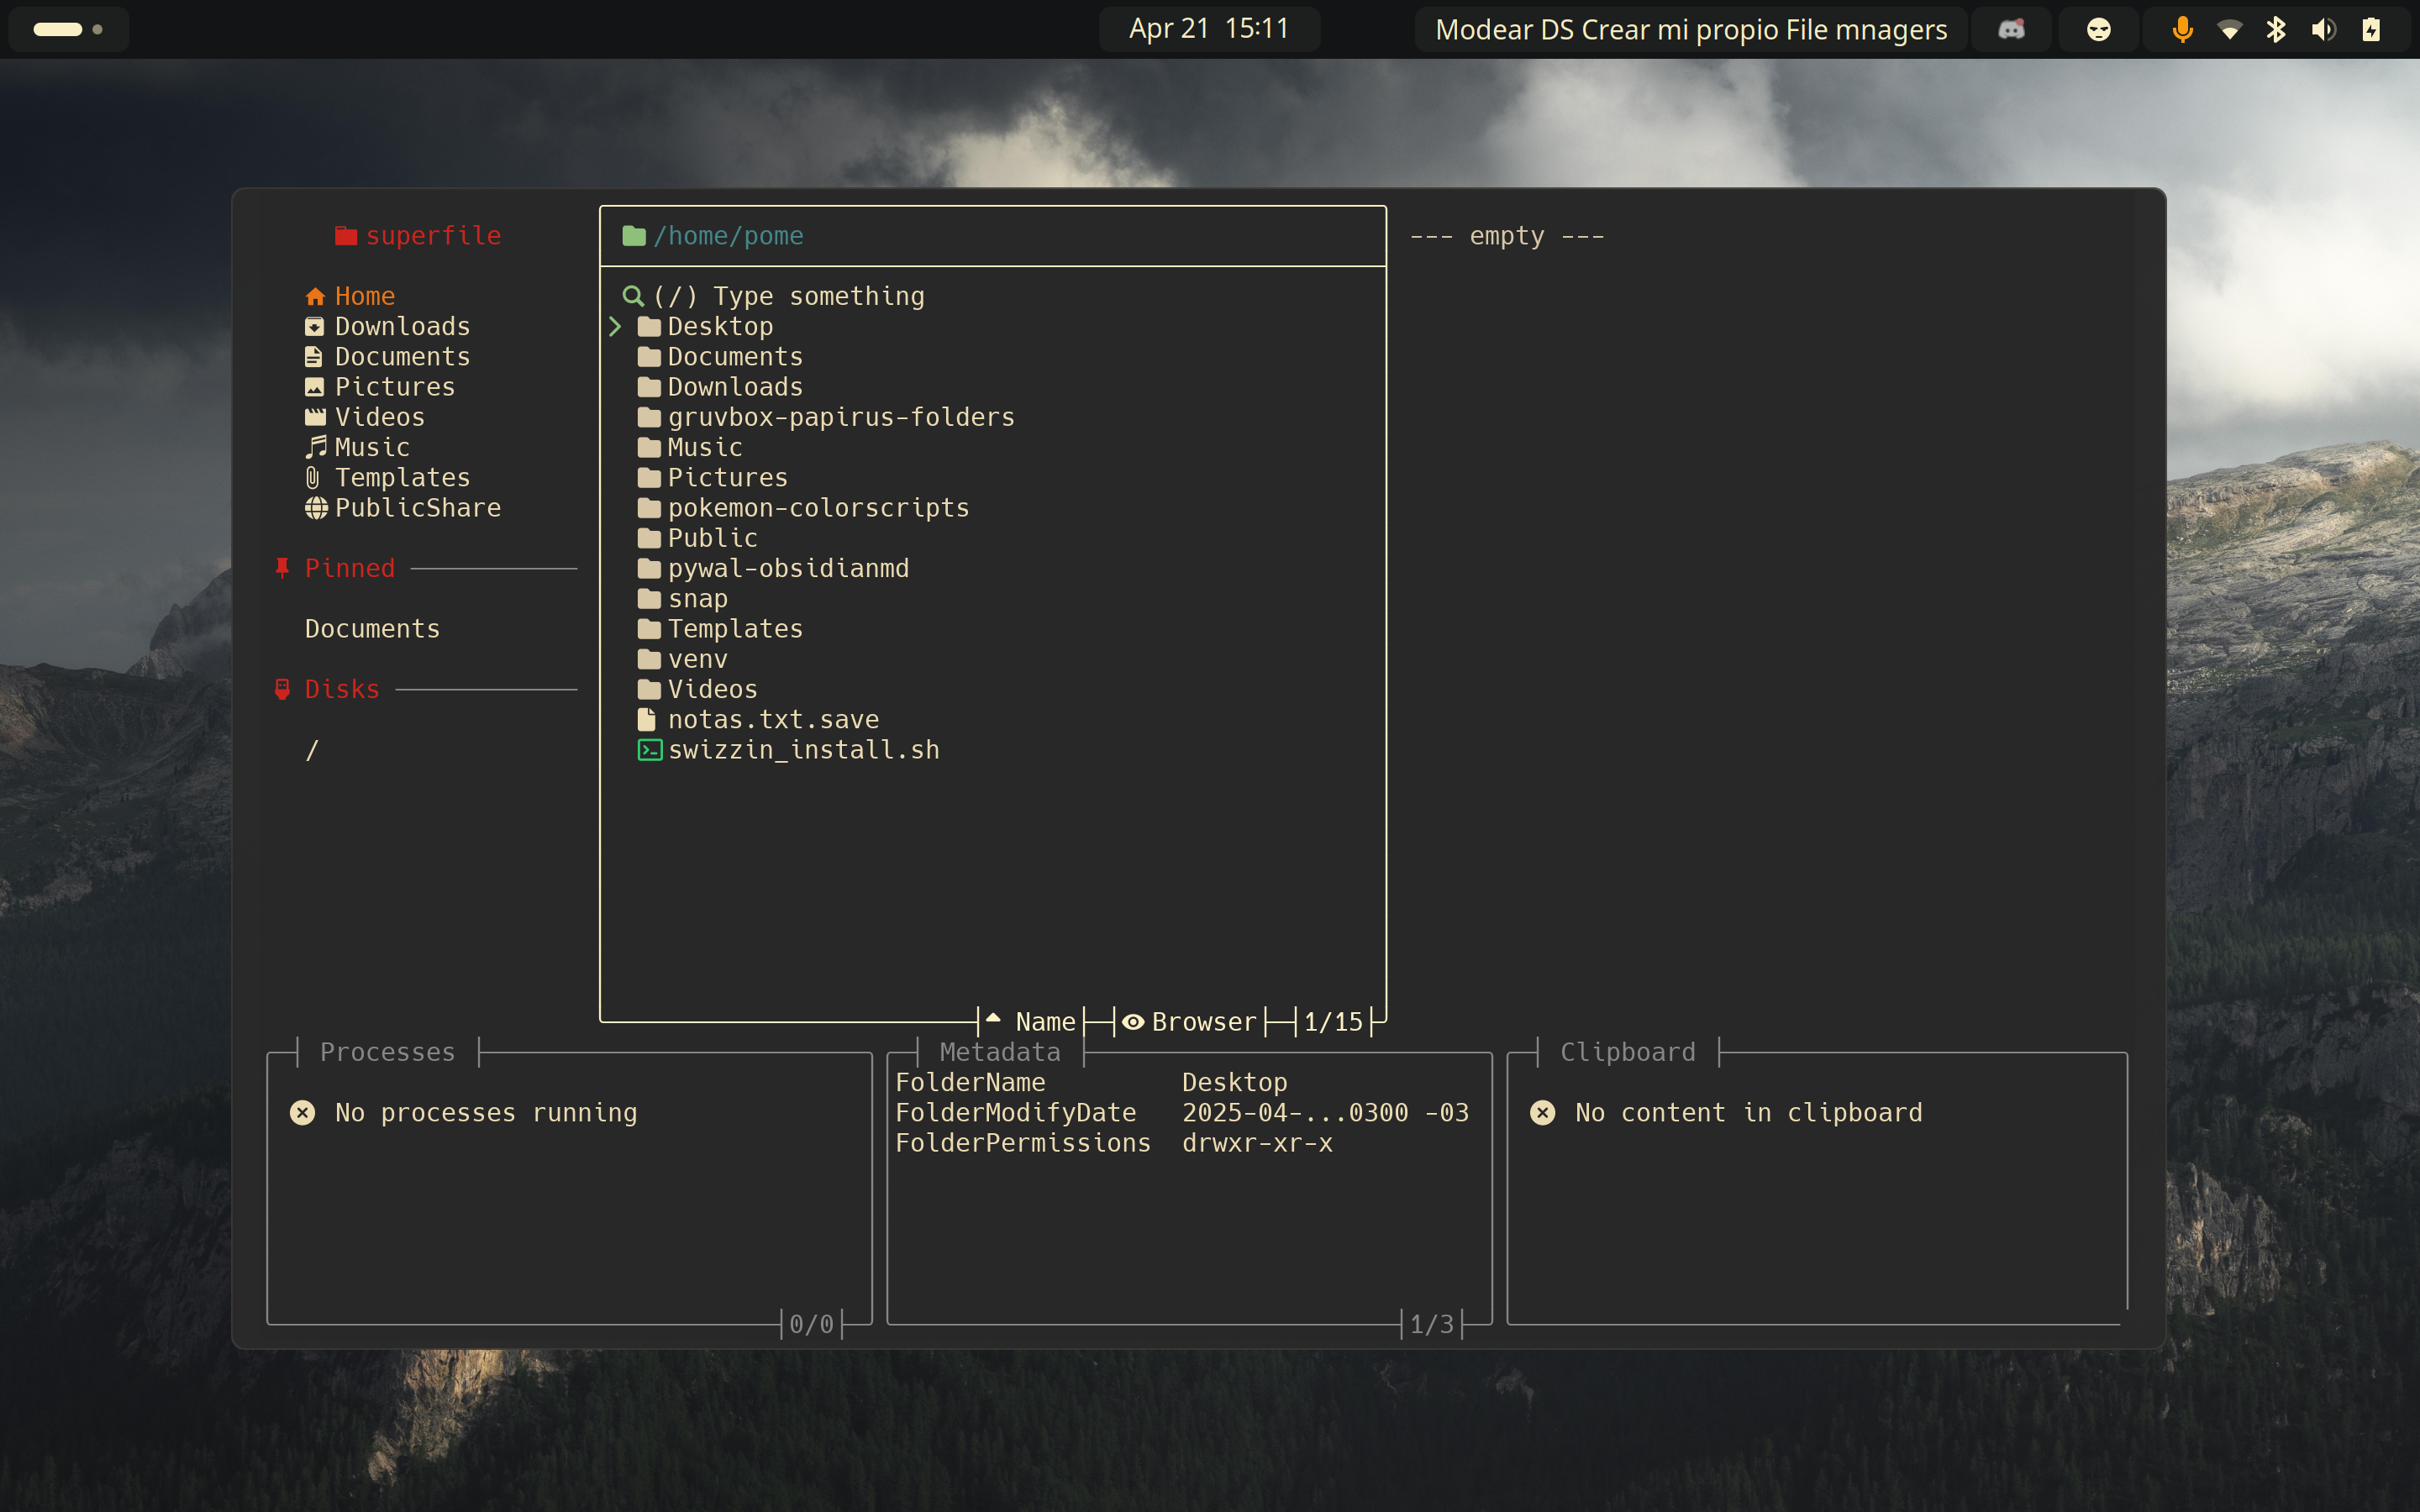 Apr 21 15:11
Modear DS Crear mi propio File mnagers
superfile
Home
Downloads
Documents
Pictures
Videos
Music
Templates
PublicShare
Pinned
Documents
Disks
/
/home/pome
(/) Type something
Desktop
Documents
Downloads
gruvbox-papirus-folders
Music
Pictures
pokemon-colorscripts
Public
pywal-obsidianmd
snap
Templates
venv
Videos
notas.txt.save
swizzin_install.sh
Name Browser 1/15
--- empty ---
Processes
No processes running
0/0
Metadata
FolderName Desktop
FolderModifyDate 2025-04-...0300 -03
FolderPermissions drwxr-xr-x
1/3
Clipboard
No content in clipboard